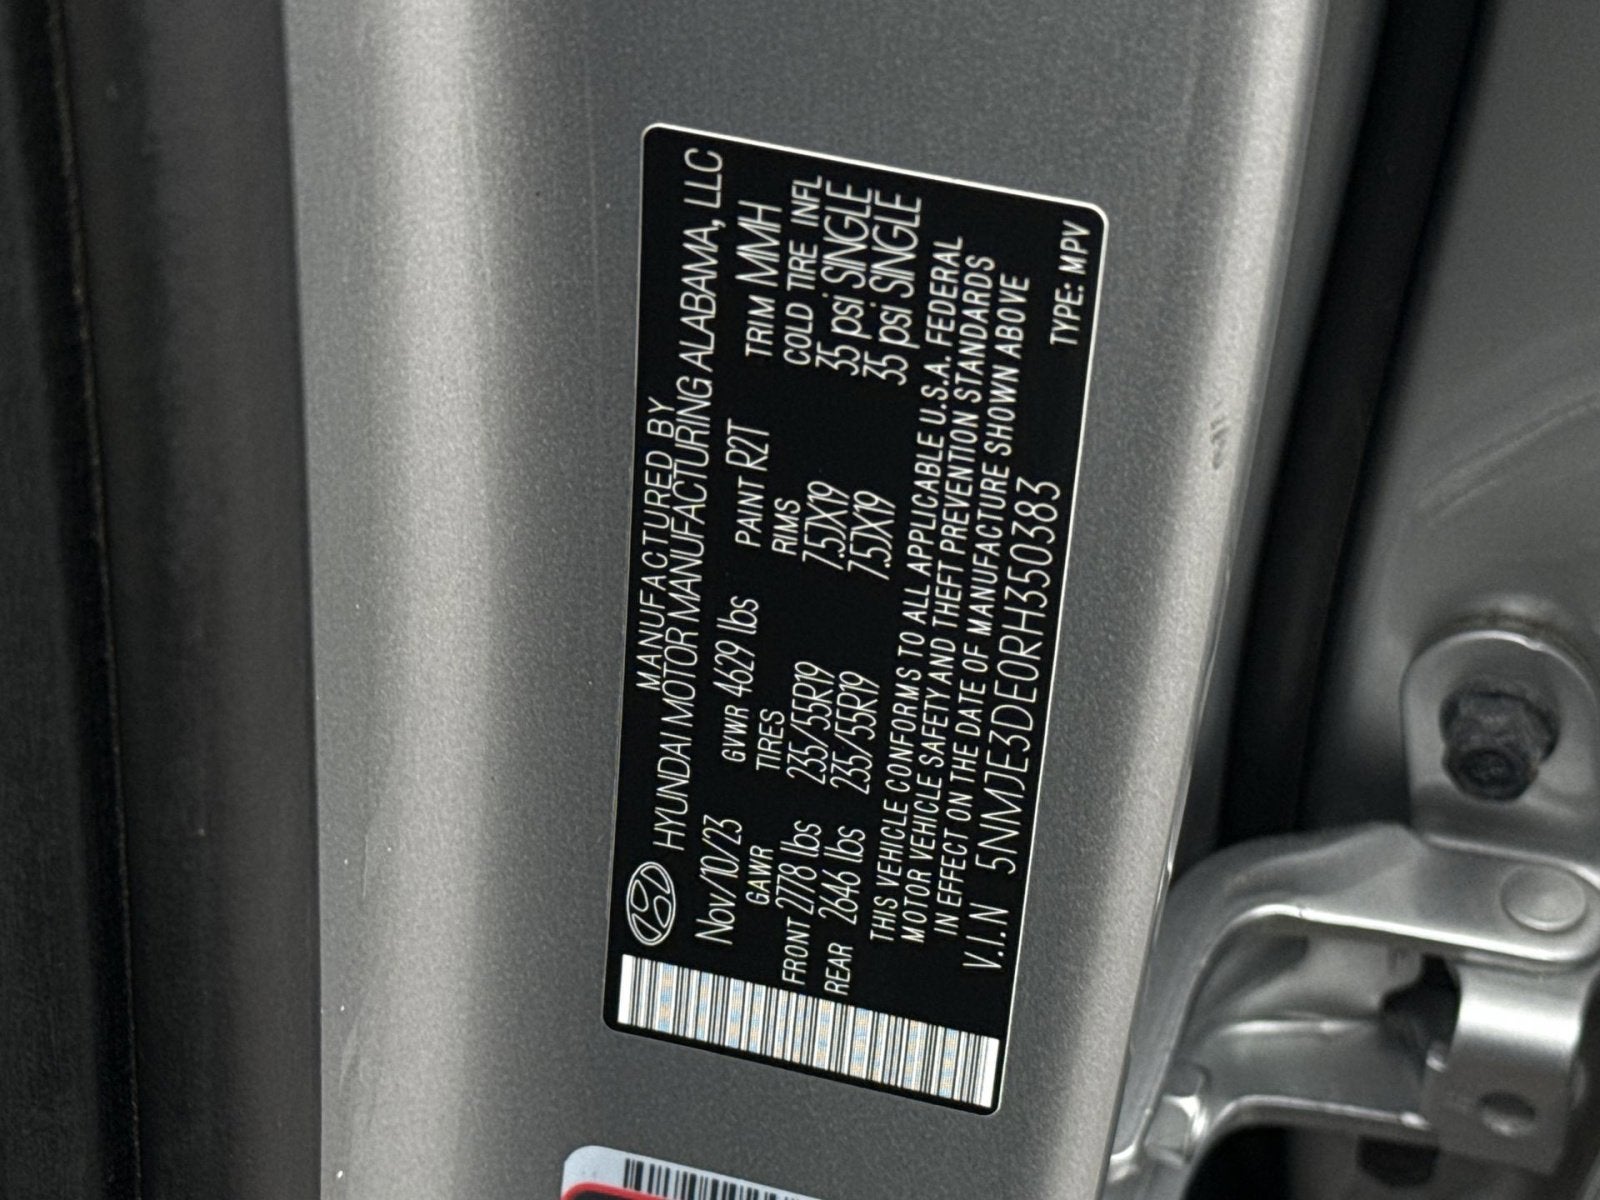 MANUFACTURED BY
HYUNDAI MOTOR MANUFACTURING ALABAMA, LLC
Nov/10/23 GVWR 4629 lbs PAINT R2T TRIM MMH
GAWR TIRES RIMS COLD TIRE INFL
FRONT 2778 lbs 235/55R19 7.5JX19 35 psi SINGLE
REAR 2646 lbs 235/55R19 7.5JX19 35 psi SINGLE
THIS VEHICLE CONFORMS TO ALL APPLICABLE U.S.A. FEDERAL
MOTOR VEHICLE SAFETY AND THEFT PREVENTION STANDARDS
IN EFFECT ON THE DATE OF MANUFACTURE SHOWN ABOVE
V.I.N 5NMJE3DE0RH350383 TYPE: MPV